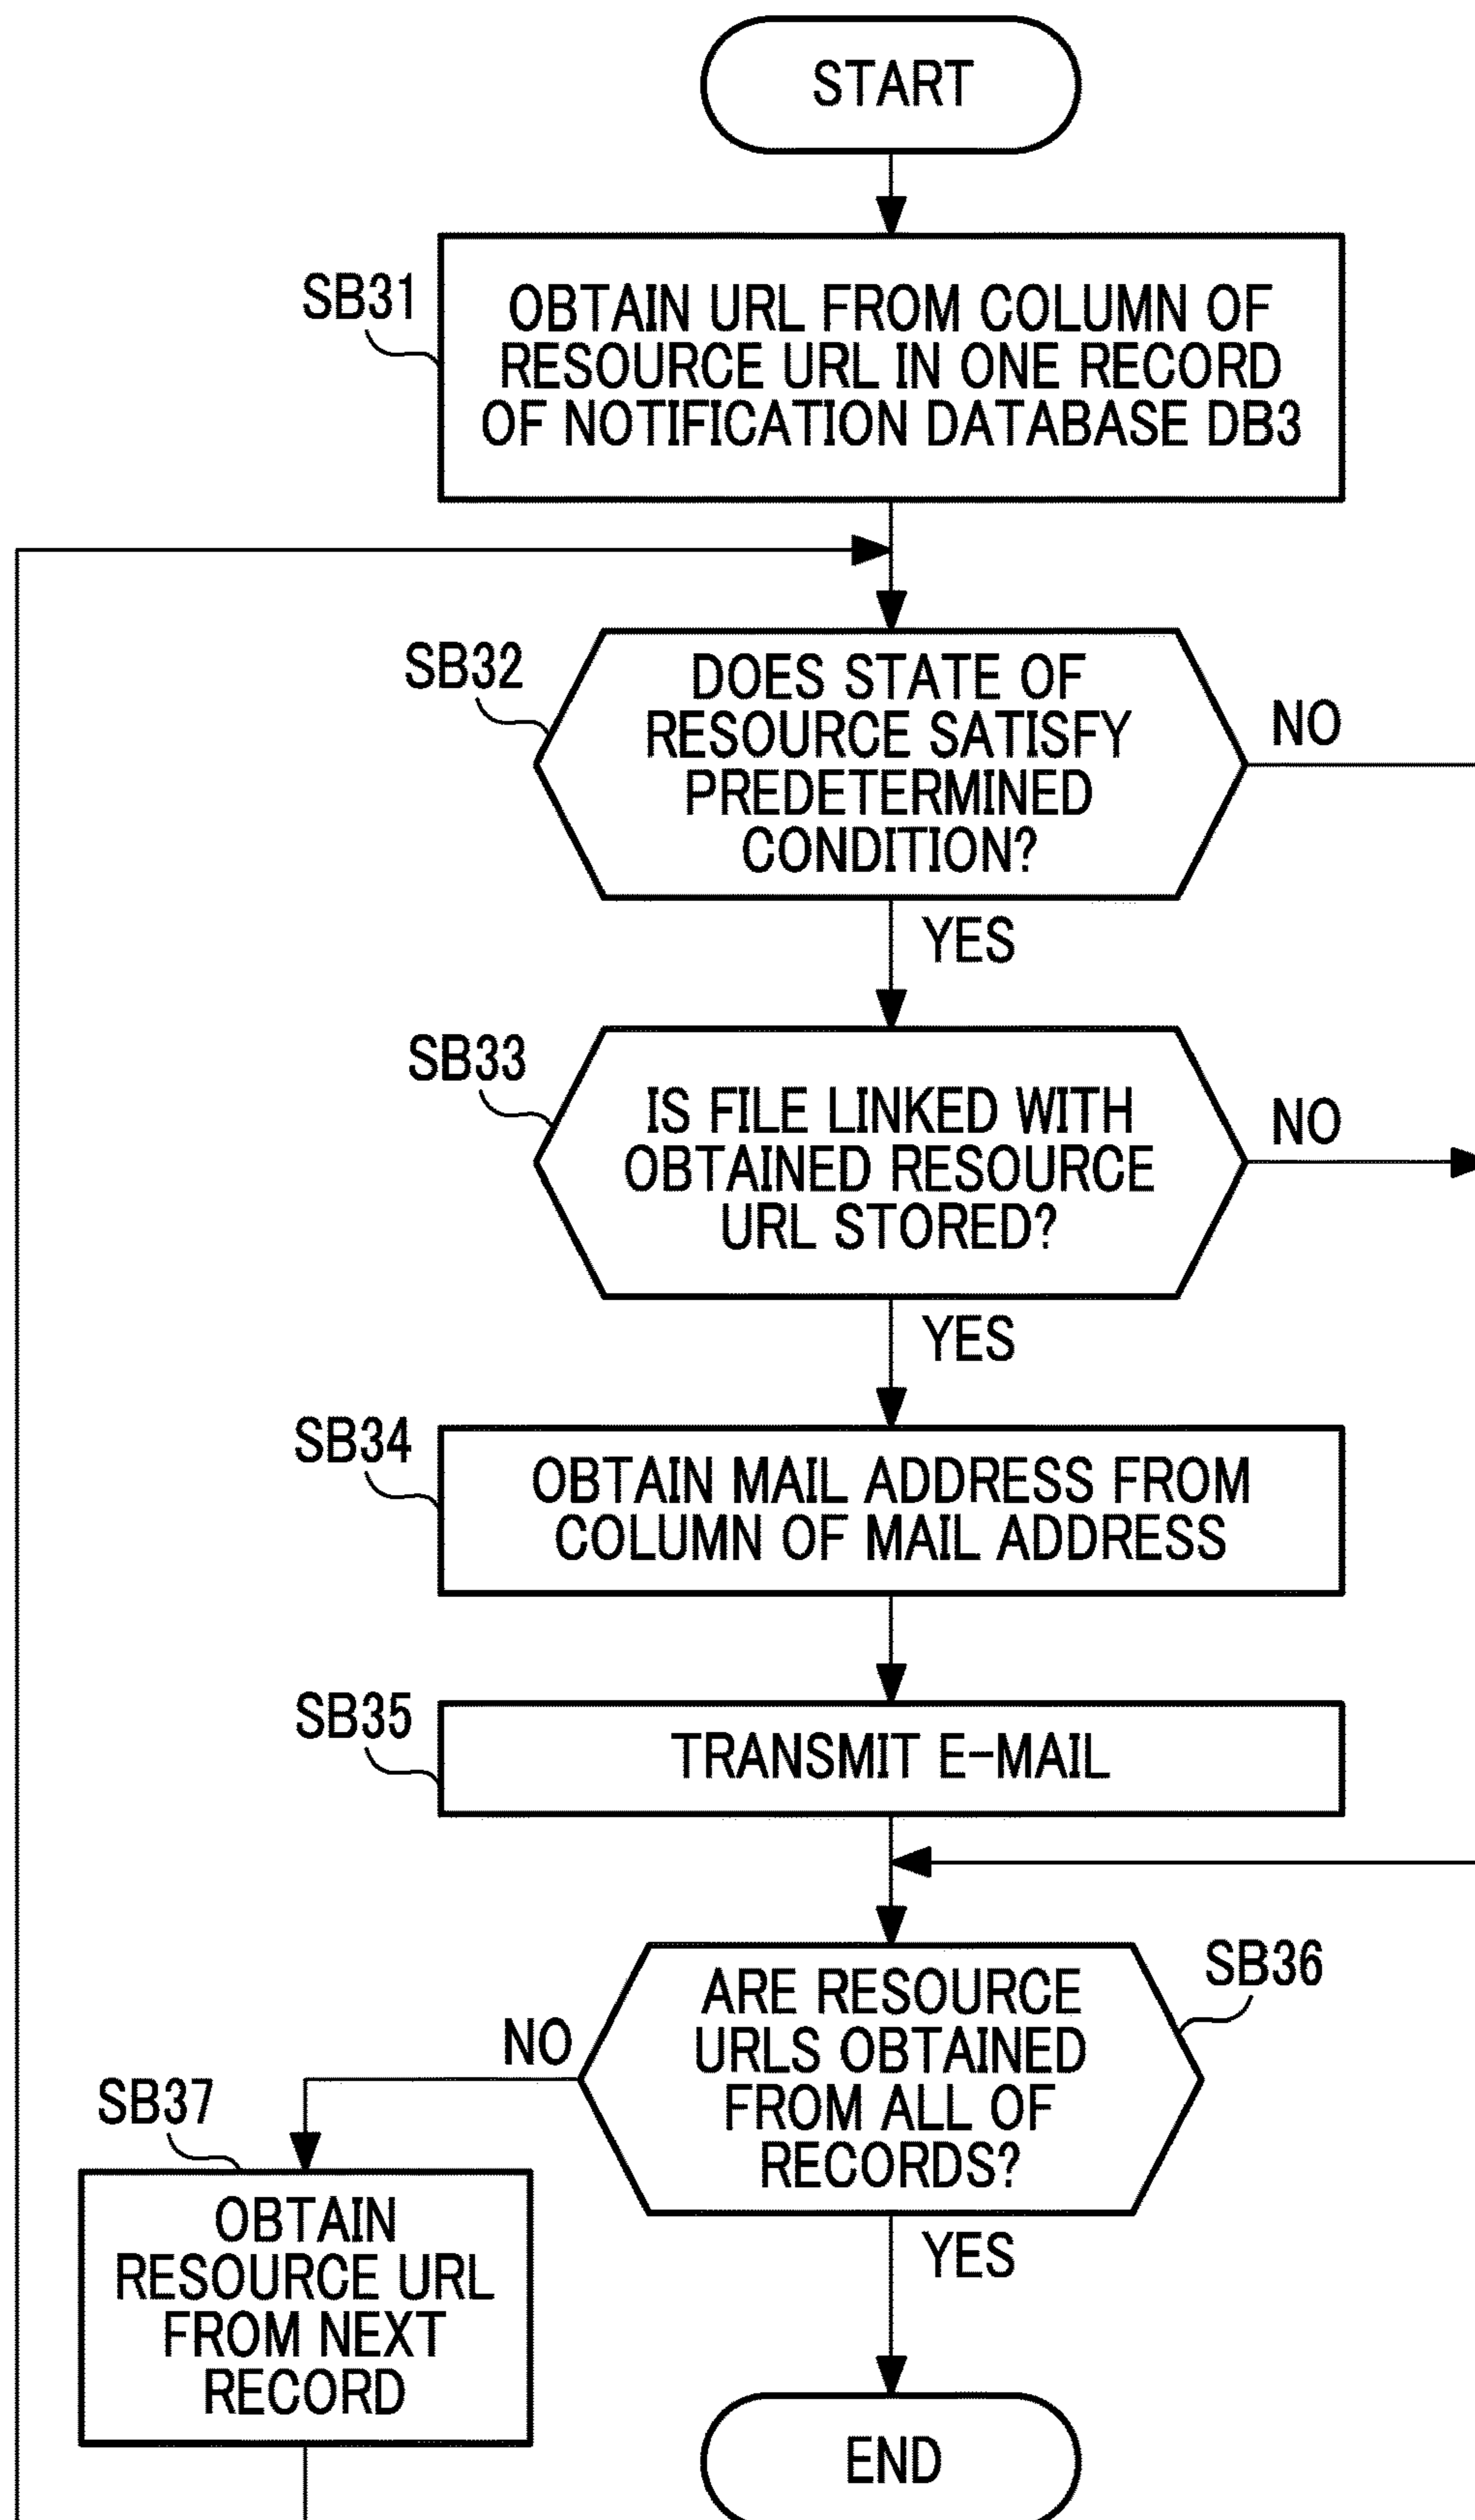 START
SB31
OBTAIN URL FROM COLUMN OF
RESOURCE URL IN ONE RECORD
OF NOTIFICATION DATABASE DB3
SB32
DOES STATE OF
RESOURCE SATISFY
PREDETERMINED
CONDITION?
NO
YES
SB33
IS FILE LINKED WITH
OBTAINED RESOURCE
URL STORED?
NO
YES
SB34
OBTAIN MAIL ADDRESS FROM
COLUMN OF MAIL ADDRESS
SB35
TRANSMIT E-MAIL
SB36
ARE RESOURCE
URLS OBTAINED
FROM ALL OF
RECORDS?
NO
YES
SB37
OBTAIN
RESOURCE URL
FROM NEXT
RECORD
END